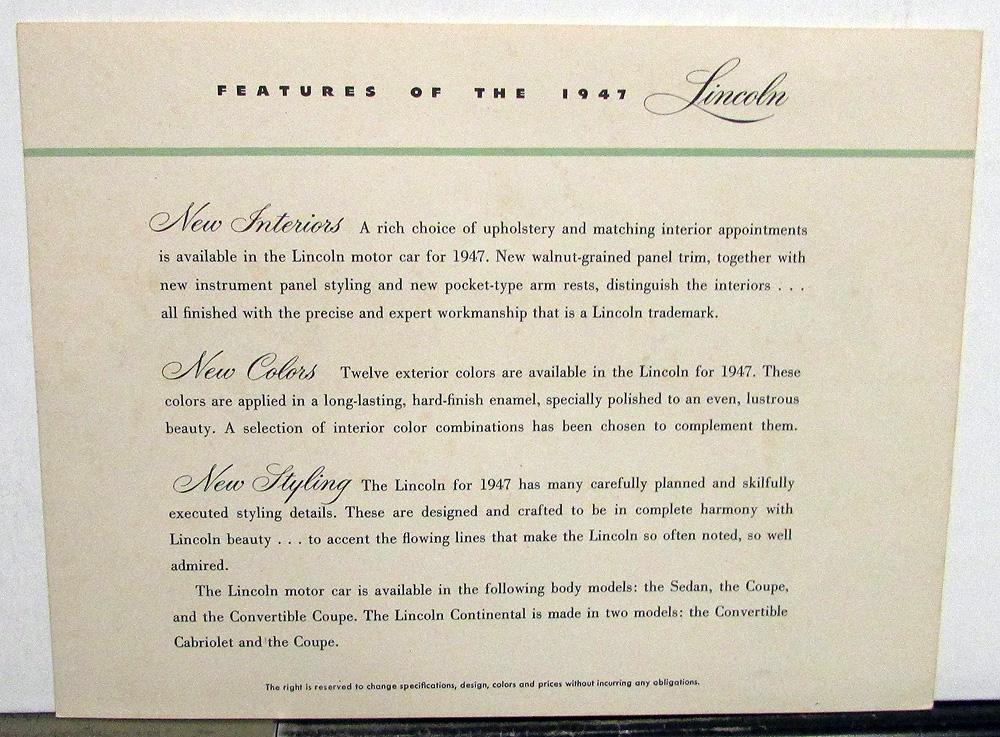 FEATURES OF THE 1947 Lincoln
New Interiors A rich choice of upholstery and matching interior appointments
is available in the Lincoln motor car for 1947. New walnut-grained panel trim, together with
new instrument panel styling and new pocket-type arm rests, distinguish the interiors . . .
all finished with the precise and expert workmanship that is a Lincoln trademark.
New Colors Twelve exterior colors are available in the Lincoln for 1947. These
colors are applied in a long-lasting, hard-finish enamel, specially polished to an even, lustrous
beauty. A selection of interior color combinations has been chosen to complement them.
New Styling The Lincoln for 1947 has many carefully planned and skilfully
executed styling details. These are designed and crafted to be in complete harmony with
Lincoln beauty . . . to accent the flowing lines that make the Lincoln so often noted, so well
admired.
The Lincoln motor car is available in the following body models: the Sedan, the Coupe,
and the Convertible Coupe. The Lincoln Continental is made in two models: the Convertible
Cabriolet and the Coupe.
The right is reserved to change specifications, design, colors and prices without incurring any obligations.